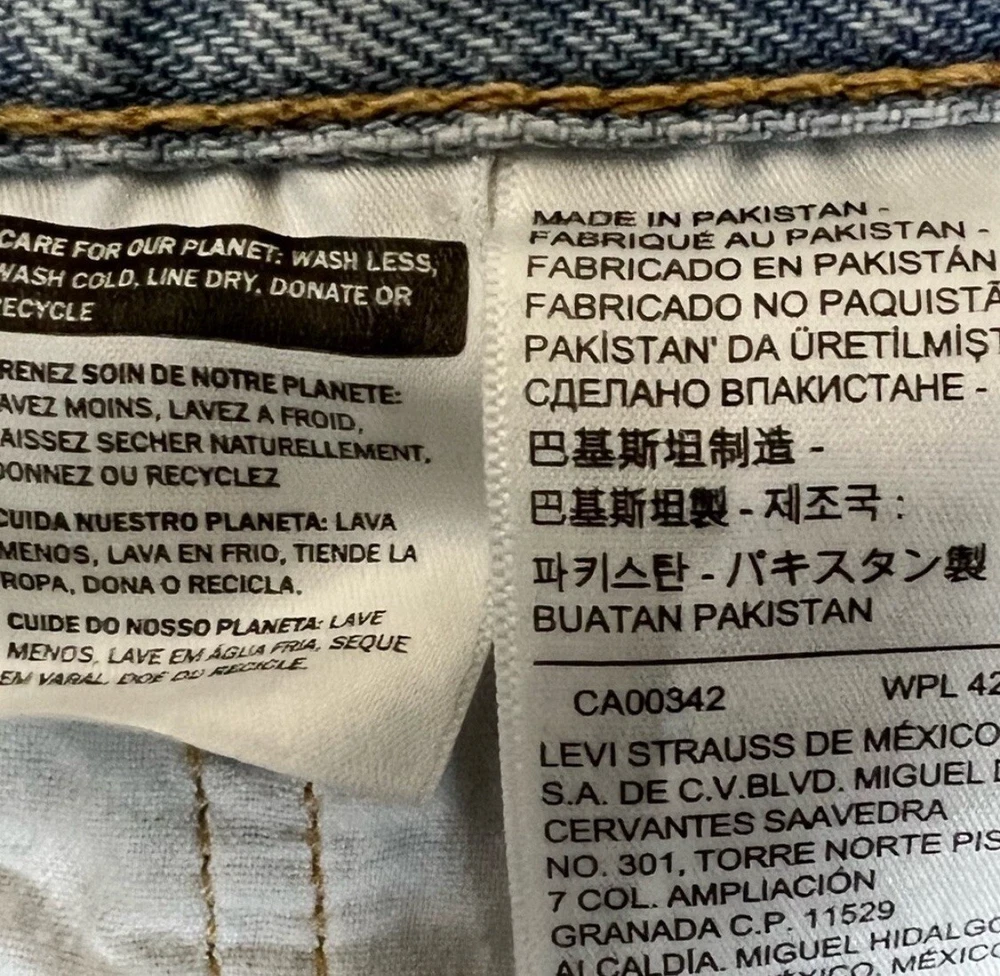 CARE FOR OUR PLANET: WASH LESS,
WASH COLD, LINE DRY, DONATE OR
RECYCLE
RENEZ SOIN DE NOTRE PLANETE:
AVEZ MOINS, LAVEZ A FROID,
AISSEZ SECHER NATURELLEMENT.
DONNEZ OU RECYCLEZ
CUIDA NUESTRO PLANETA: LAVA
MENOS, LAVA EN FRIO, TIENDE LA
ROPA, DONA O RECICLA.
CUIDE DO NOSSO PLANETA: LAVE
MENOS, LAVE EM ÁGUA FRIA, SEQUE
EM VARAL, DOE OU RECICLE.
MADE IN PAKISTAN -
FABRIQUÉ AU PAKISTAN -
FABRICADO EN PAKISTÁN
FABRICADO NO PAQUISTÃ
PAKİSTAN' DA ÜRETİLMİŞT
СДЕЛАНО ВПАКИСТАНЕ -
巴基斯坦制造 -
巴基斯坦製 - 제조국 :
파키스탄 - パキスタン製
BUATAN PAKISTAN
CA00342 WPL 42
LEVI STRAUSS DE MÉXICO
S.A. DE C.V.BLVD. MIGUEL
CERVANTES SAAVEDRA
NO. 301, TORRE NORTE PIS
7 COL. AMPLIACIÓN
GRANADA C.P. 11529
ALCALDÍA. MIGUEL HIDALGO
MÉXICO